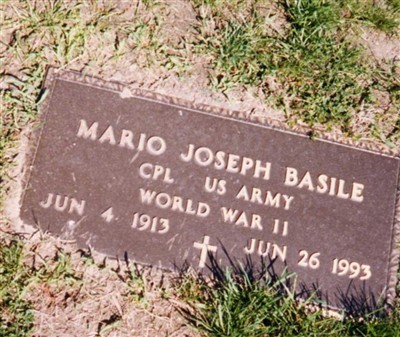 MARIO JOSEPH BASILE
CPL US ARMY
WORLD WAR II
JUN 4 1913 JUN 26 1993